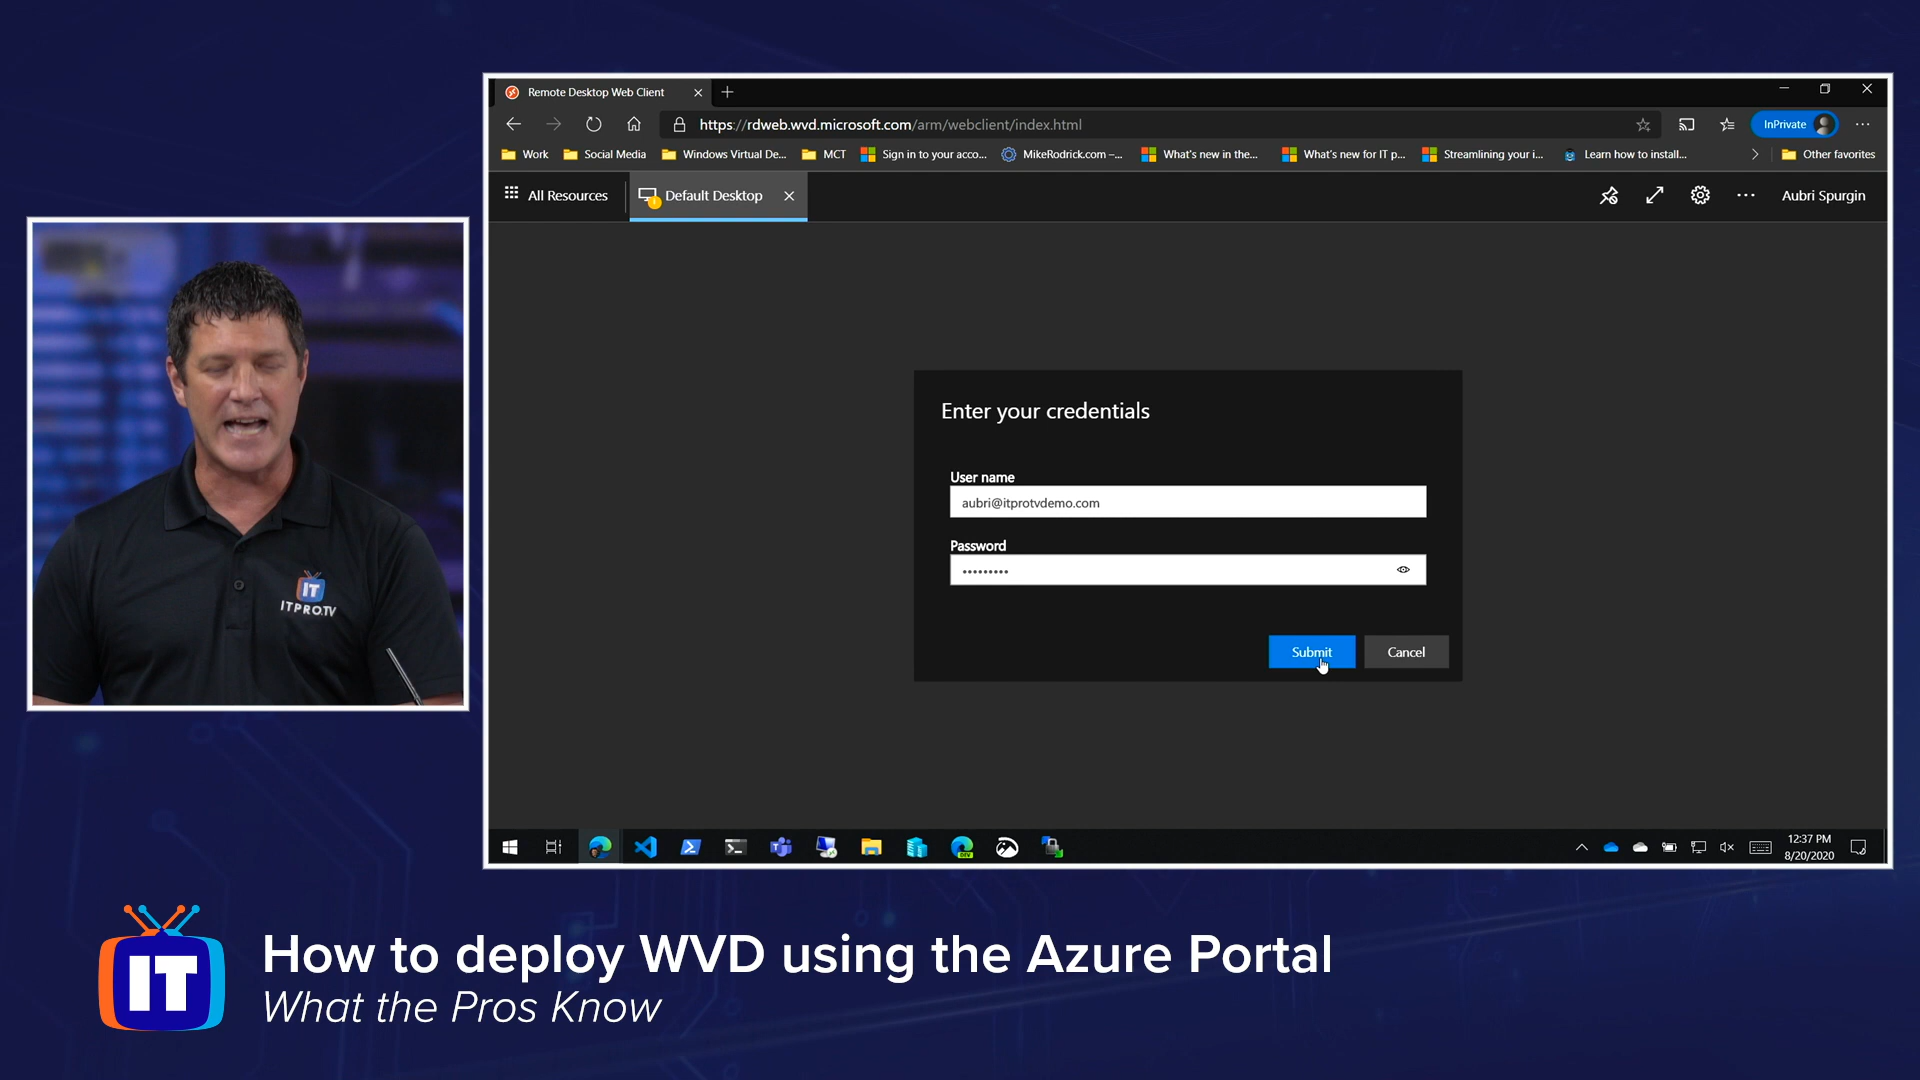 Remote Desktop Web Client
https://rdweb.wvd.microsoft.com/arm/webclient/index.html
InPrivate
Work
Social Media
Windows Virtual De...
MCT
Sign in to your acco...
MikeRodrick.com –...
What's new in the...
What's new for IT p...
Streamlining your i...
Learn how to install...
Other favorites
All Resources
Default Desktop
Aubri Spurgin
Enter your credentials
User name
aubri@itprotvdemo.com
Password
•••••••••
Submit
Cancel
IT
ITPRO.TV
DEV
12:37 PM
8/20/2020
IT
How to deploy WVD using the Azure Portal
What the Pros Know